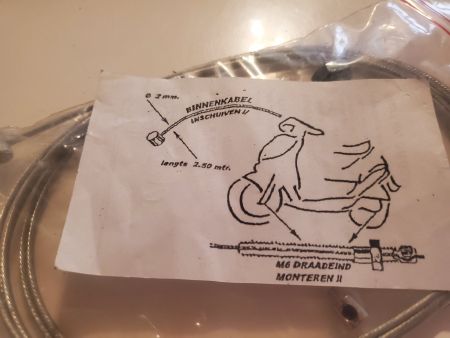 Ø 2 mm.
BINNENKABEL
INSCHUIVEN !!
lengte 2.50 mtr.
M6 DRAADEIND
MONTEREN !!